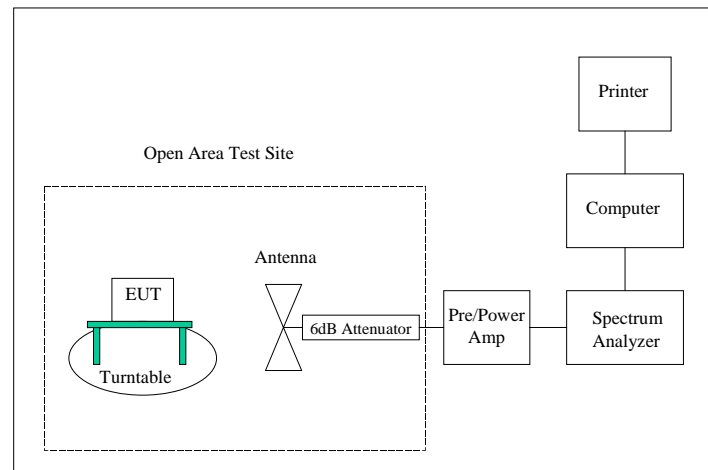 Printer
Open Area Test Site
Computer
Antenna
EUT
6dB Attenuator
Pre/Power
Amp
Spectrum
Analyzer
Turntable